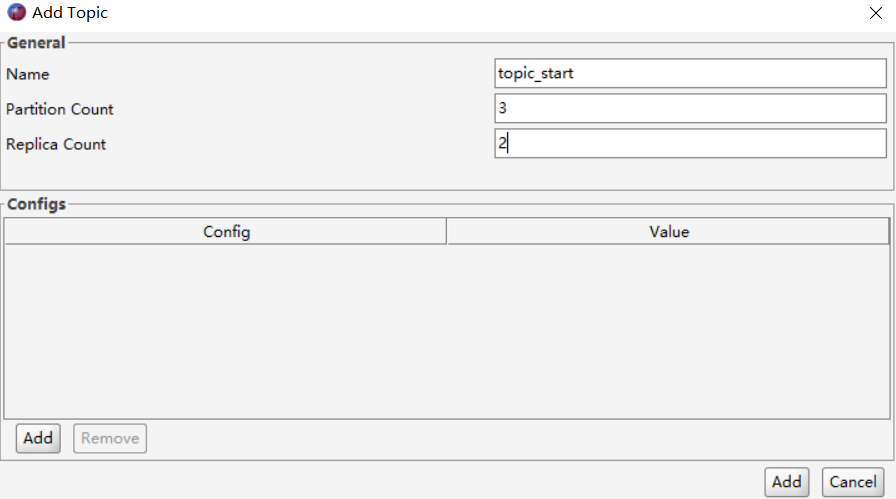 Add Topic
General
Name topic_start
Partition Count 3
Replica Count 2
Configs
Config Value
Add Remove
Add Cancel